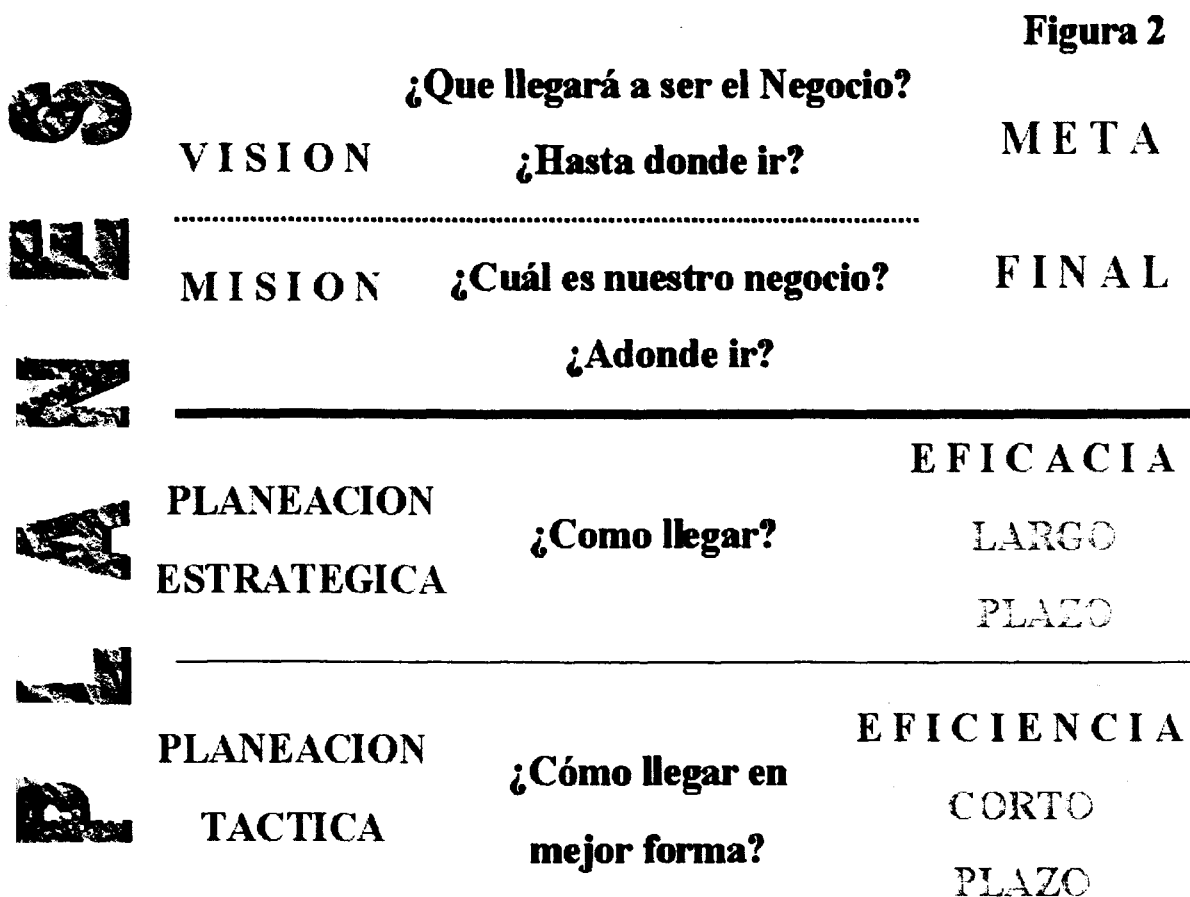 Figura 2
¿Que llegará a ser el Negocio?
VISION ¿Hasta donde ir? META
MISION ¿Cuál es nuestro negocio? FINAL
¿Adonde ir?
EFICACIA
PLANEACION
¿Como llegar? LARGO
ESTRATEGICA
PLAZO
EFICIENCIA
PLANEACION
¿Cómo llegar en
CORTO
TACTICA
mejor forma?
PLAZO
PLANES